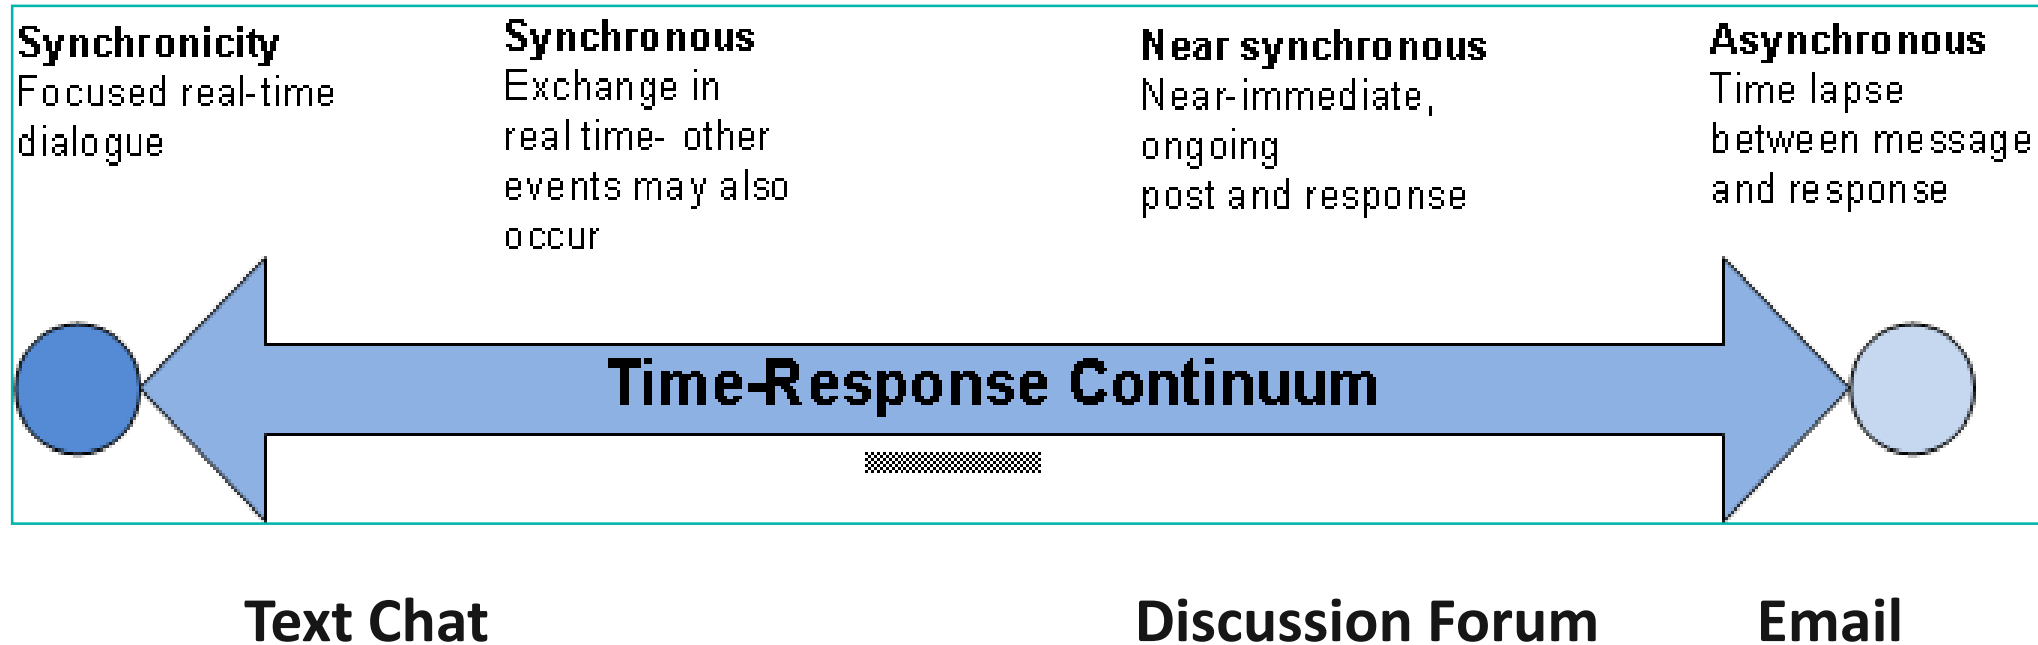 Synchronicity
Focused real-time
dialogue
Synchronous
Exchange in
real time- other
events may also
occur
Near synchronous
Near-immediate,
ongoing
post and response
Asynchronous
Time lapse
between message
and response
Time-Response Continuum
Text Chat
Discussion Forum
Email